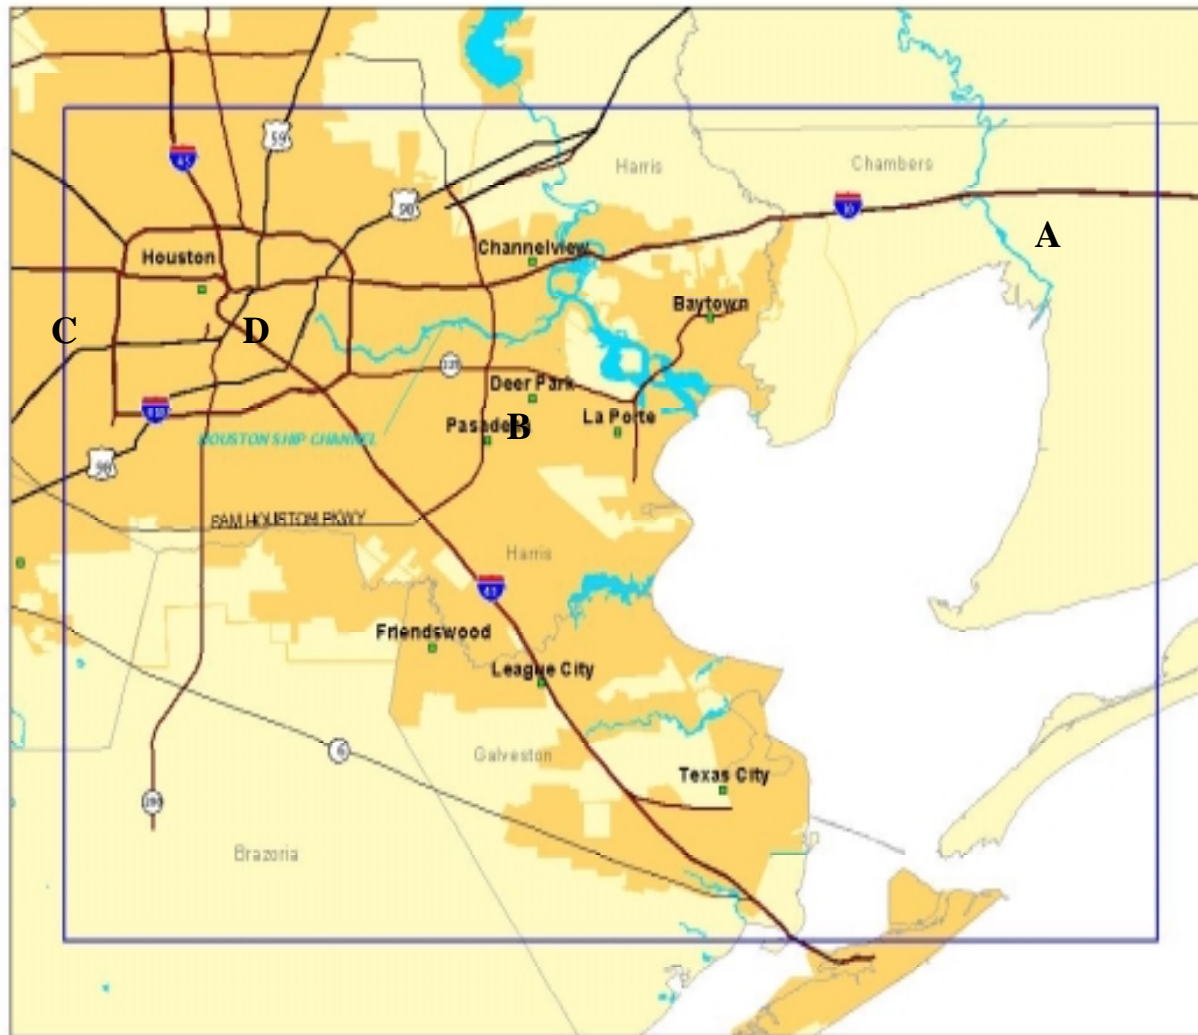 59
45
90
Harris
Chambers
10
A
Channelview
Houston
Baytown
C
D
225
Deer Park
610
B
La Porte
Pasadena
HOUSTON SHIP CHANNEL
90
SAM HOUSTON PKWY
Harris
45
Friendswood
League City
6
Galveston
Texas City
288
Brazoria